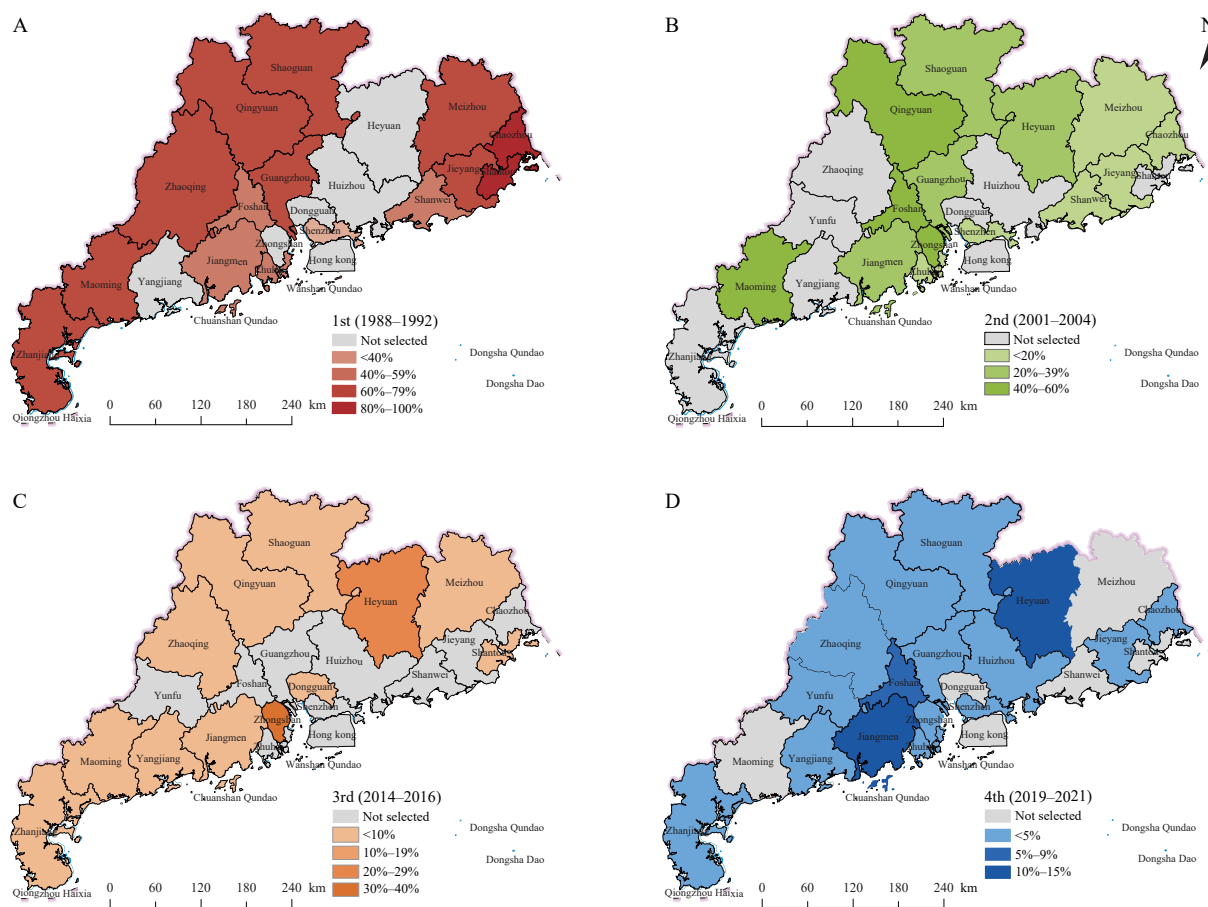 A
Shaoguan
Qingyuan
Meizhou
Heyuan
Chaozhou
Zhaoqing
Guangzhou
Jieyang
Shantou
Huizhou
Foshan
Shanwei
Dongguan
Shenzhen
Zhongshan
Jiangmen
Hong kong
Zhuhai
Yangjiang
Maoming
Wanshan Qundao
Chuanshan Qundao
Zhanjiang
Qiongzhou Haixia
1st (1988–1992)
Not selected
<40%
40%–59%
60%–79%
80%–100%
Dongsha Qundao
Dongsha Dao
0 60 120 180 240 km
B
N
Shaoguan
Qingyuan
Meizhou
Heyuan
Chaozhou
Zhaoqing
Guangzhou
Jieyang
Shantou
Huizhou
Yunfu
Foshan
Shanwei
Dongguan
Shenzhen
Zhongshan
Jiangmen
Hong kong
Zhuhai
Yangjiang
Maoming
Wanshan Qundao
Chuanshan Qundao
Zhanjiang
Qiongzhou Haixia
2nd (2001–2004)
Not selected
<20%
20%–39%
40%–60%
Dongsha Qundao
Dongsha Dao
0 60 120 180 240 km
C
Shaoguan
Qingyuan
Meizhou
Heyuan
Chaozhou
Zhaoqing
Guangzhou
Jieyang
Shantou
Huizhou
Yunfu
Foshan
Shanwei
Dongguan
Shenzhen
Zhongshan
Jiangmen
Hong kong
Zhuhai
Yangjiang
Maoming
Wanshan Qundao
Chuanshan Qundao
Zhanjiang
Qiongzhou Haixia
3rd (2014–2016)
Not selected
<10%
10%–19%
20%–29%
30%–40%
Dongsha Qundao
Dongsha Dao
0 60 120 180 240 km
D
Shaoguan
Qingyuan
Meizhou
Heyuan
Chaozhou
Zhaoqing
Guangzhou
Jieyang
Shantou
Huizhou
Yunfu
Foshan
Shanwei
Dongguan
Shenzhen
Zhongshan
Jiangmen
Hong kong
Zhuhai
Yangjiang
Maoming
Wanshan Qundao
Chuanshan Qundao
Zhanjiang
Qiongzhou Haixia
4th (2019–2021)
Not selected
<5%
5%–9%
10%–15%
Dongsha Qundao
Dongsha Dao
0 60 120 180 240 km